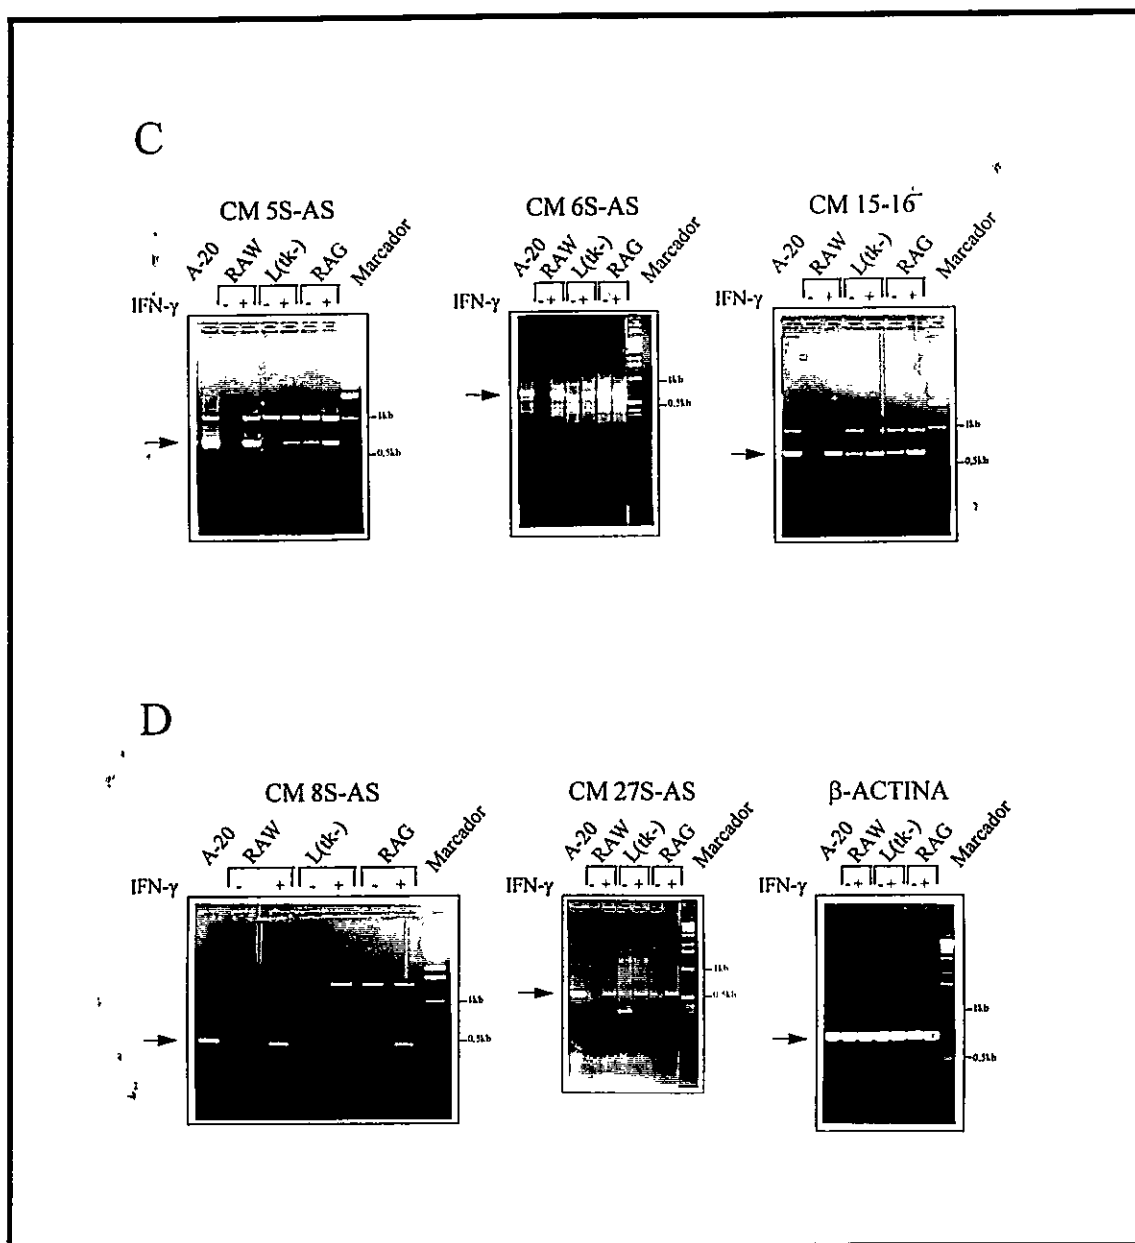 C
CM 5S-AS
A-20 RAW L(tk-) RAG Marcador
IFN-γ - + - + - +
1kb
0,5kb
CM 6S-AS
A-20 RAW L(tk-) RAG Marcador
IFN-γ - + - + - +
1kb
0,5kb
CM 15-16
A-20 RAW L(tk-) RAG Marcador
IFN-γ - + - + - +
1kb
0,5kb
D
CM 8S-AS
A-20 RAW L(tk-) RAG Marcador
IFN-γ - + - + - +
1kb
0,5kb
CM 27S-AS
A-20 RAW L(tk-) RAG Marcador
IFN-γ - + - + - +
1kb
0,5kb
β-ACTINA
A-20 RAW L(tk-) RAG Marcador
IFN-γ - + - + - +
1kb
0,5kb